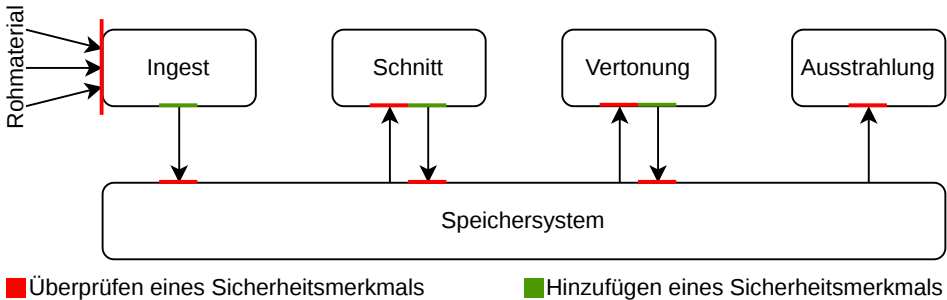 Rohmaterial
Ingest
Schnitt
Vertonung
Ausstrahlung
Speichersystem
Überprüfen eines Sicherheitsmerkmals
Hinzufügen eines Sicherheitsmerkmals